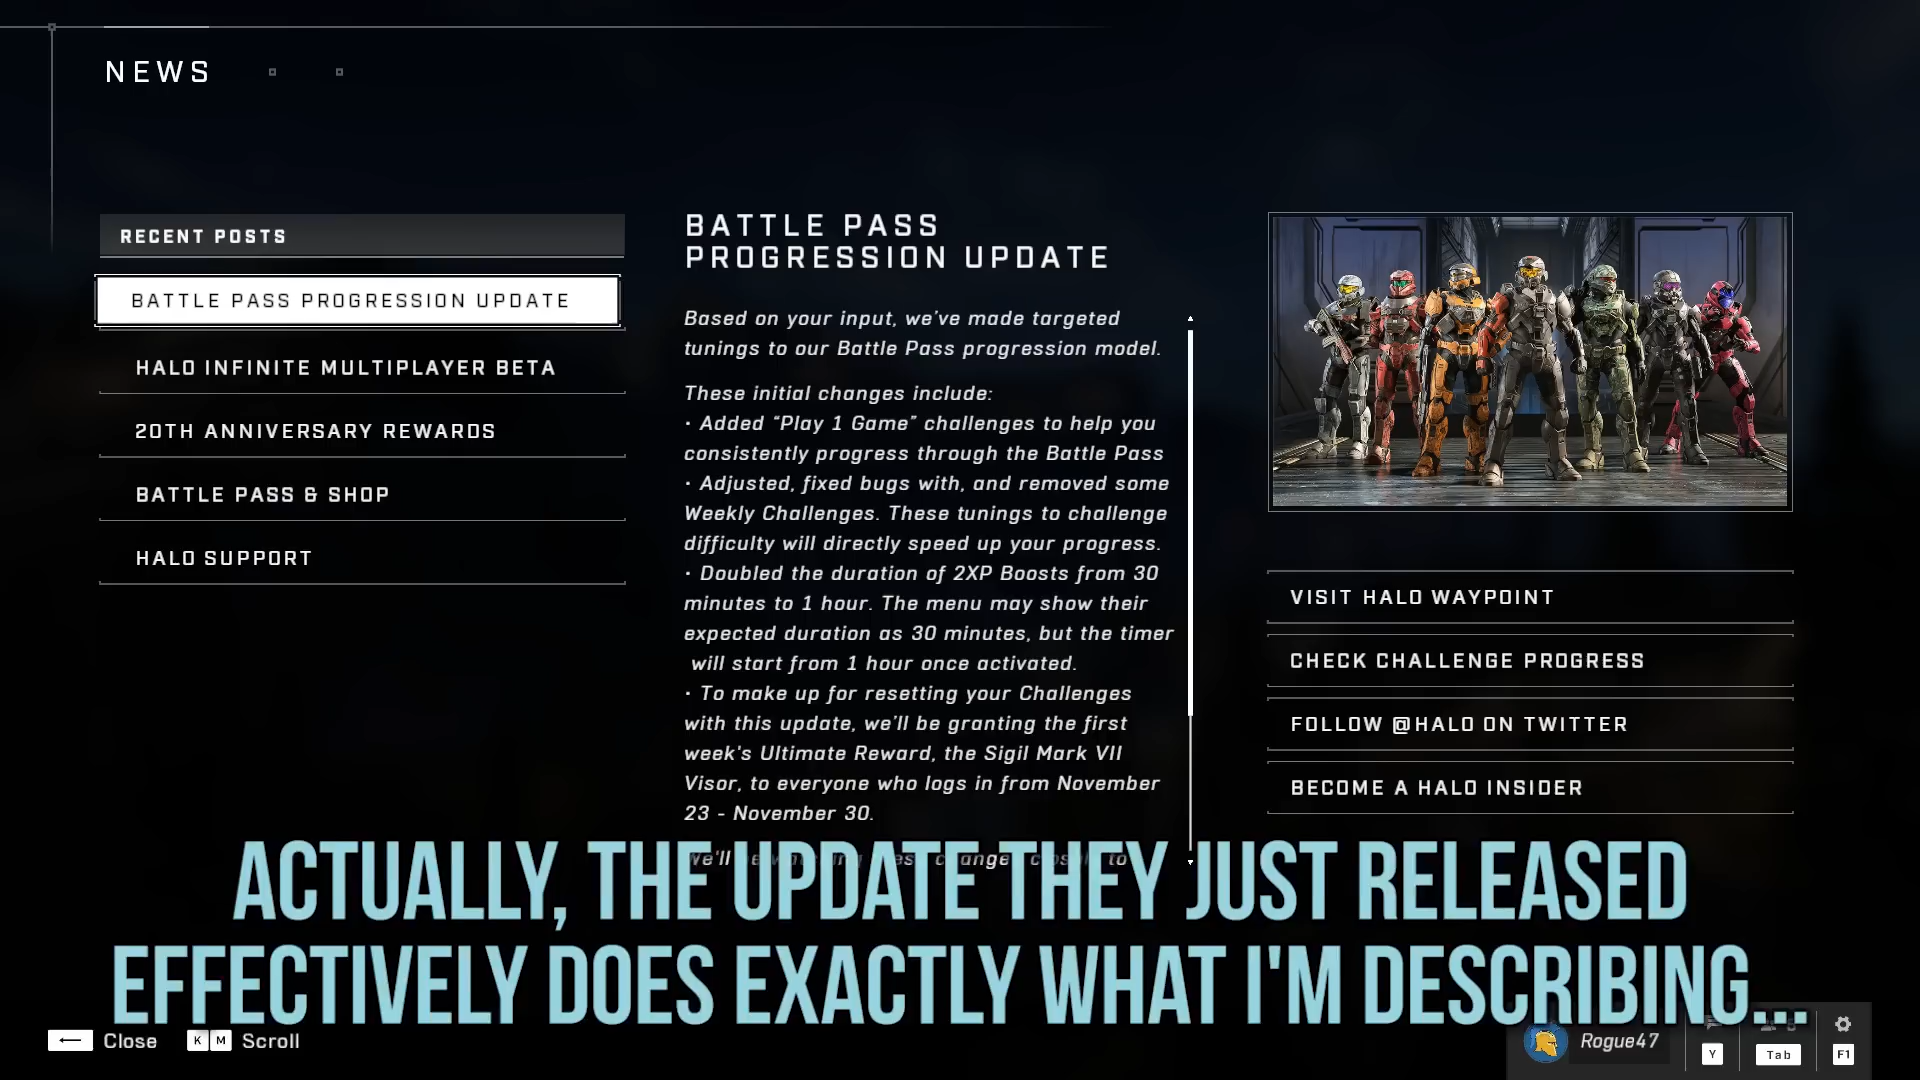 NEWS
RECENT POSTS
BATTLE PASS PROGRESSION UPDATE
HALO INFINITE MULTIPLAYER BETA
20TH ANNIVERSARY REWARDS
BATTLE PASS & SHOP
HALO SUPPORT
BATTLE PASS
PROGRESSION UPDATE
Based on your input, we've made targeted
tunings to our Battle Pass progression model.
These initial changes include:
· Added “Play 1 Game” challenges to help you
consistently progress through the Battle Pass
· Adjusted, fixed bugs with, and removed some
Weekly Challenges. These tunings to challenge
difficulty will directly speed up your progress.
· Doubled the duration of 2XP Boosts from 30
minutes to 1 hour. The menu may show their
expected duration as 30 minutes, but the timer
will start from 1 hour once activated.
· To make up for resetting your Challenges
with this update, we'll be granting the first
week's Ultimate Reward, the Sigil Mark VII
Visor, to everyone who logs in from November
23 - November 30.
We'll to
VISIT HALO WAYPOINT
CHECK CHALLENGE PROGRESS
FOLLOW @HALO ON TWITTER
BECOME A HALO INSIDER
ACTUALLY, THE UPDATE THEY JUST RELEASED
EFFECTIVELY DOES EXACTLY WHAT I'M DESCRIBING...
Close K M Scroll
Rogue47 Y Tab F1